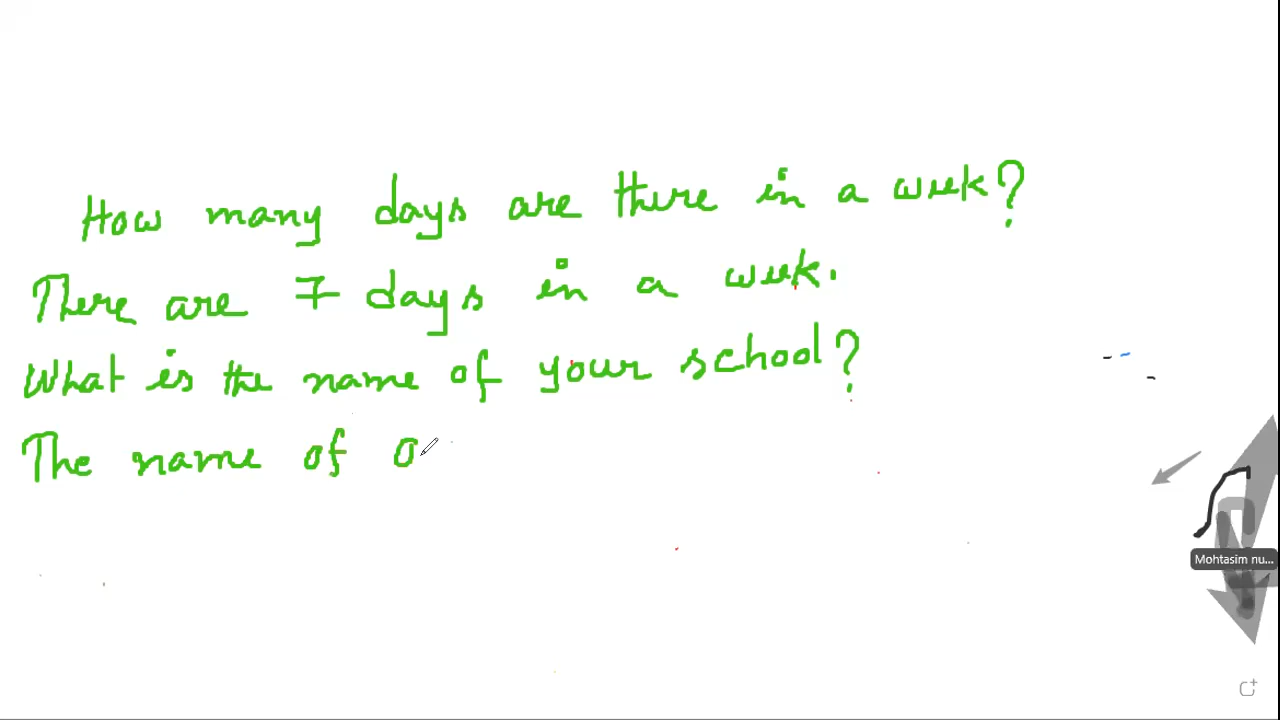 How many days are there in a week?
There are 7 days in a week.
What is the name of your school?
The name of o
Mohtasim nu...